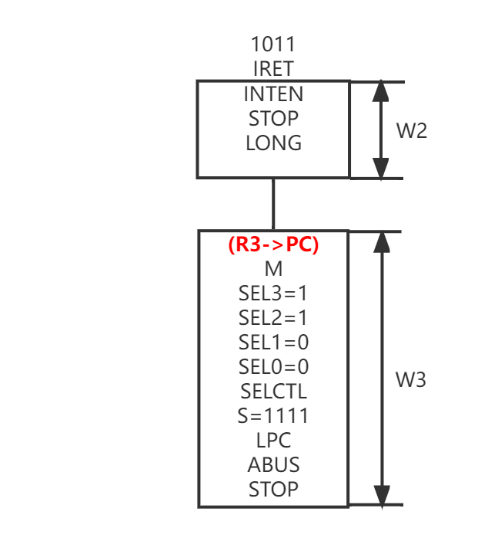 1011
IRET
INTEN
STOP
LONG
W2
(R3->PC)
M
SEL3=1
SEL2=1
SEL1=0
SEL0=0
SELCTL
S=1111
LPC
ABUS
STOP
W3